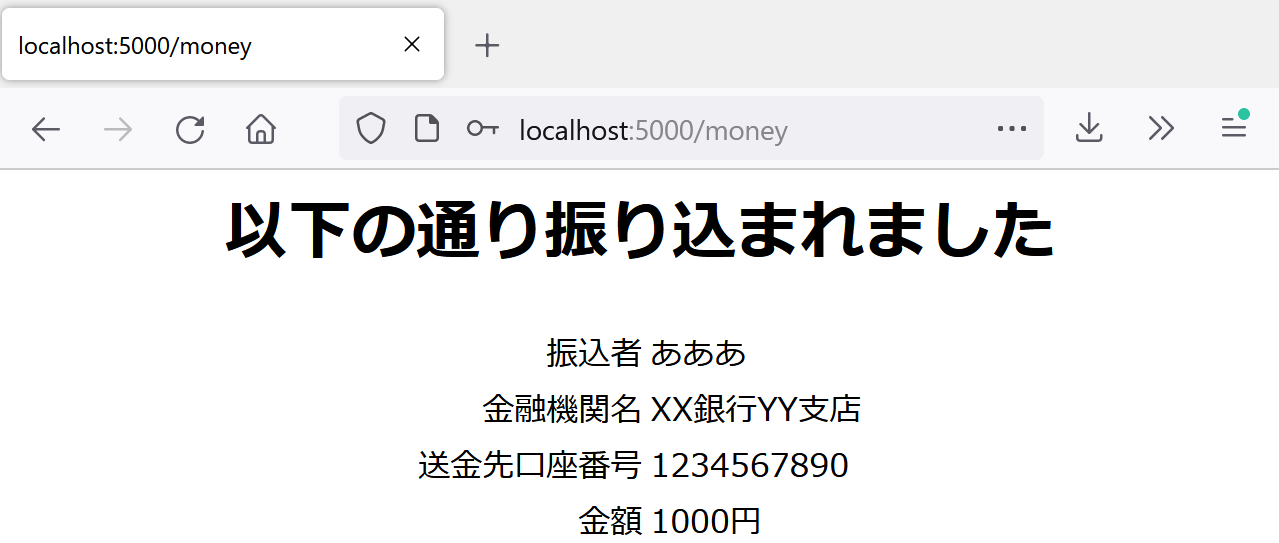 localhost:5000/money
localhost:5000/money
以下の通り振り込まれました
振込者 あああ
金融機関名 XX銀行YY支店
送金先口座番号 1234567890
金額 1000円